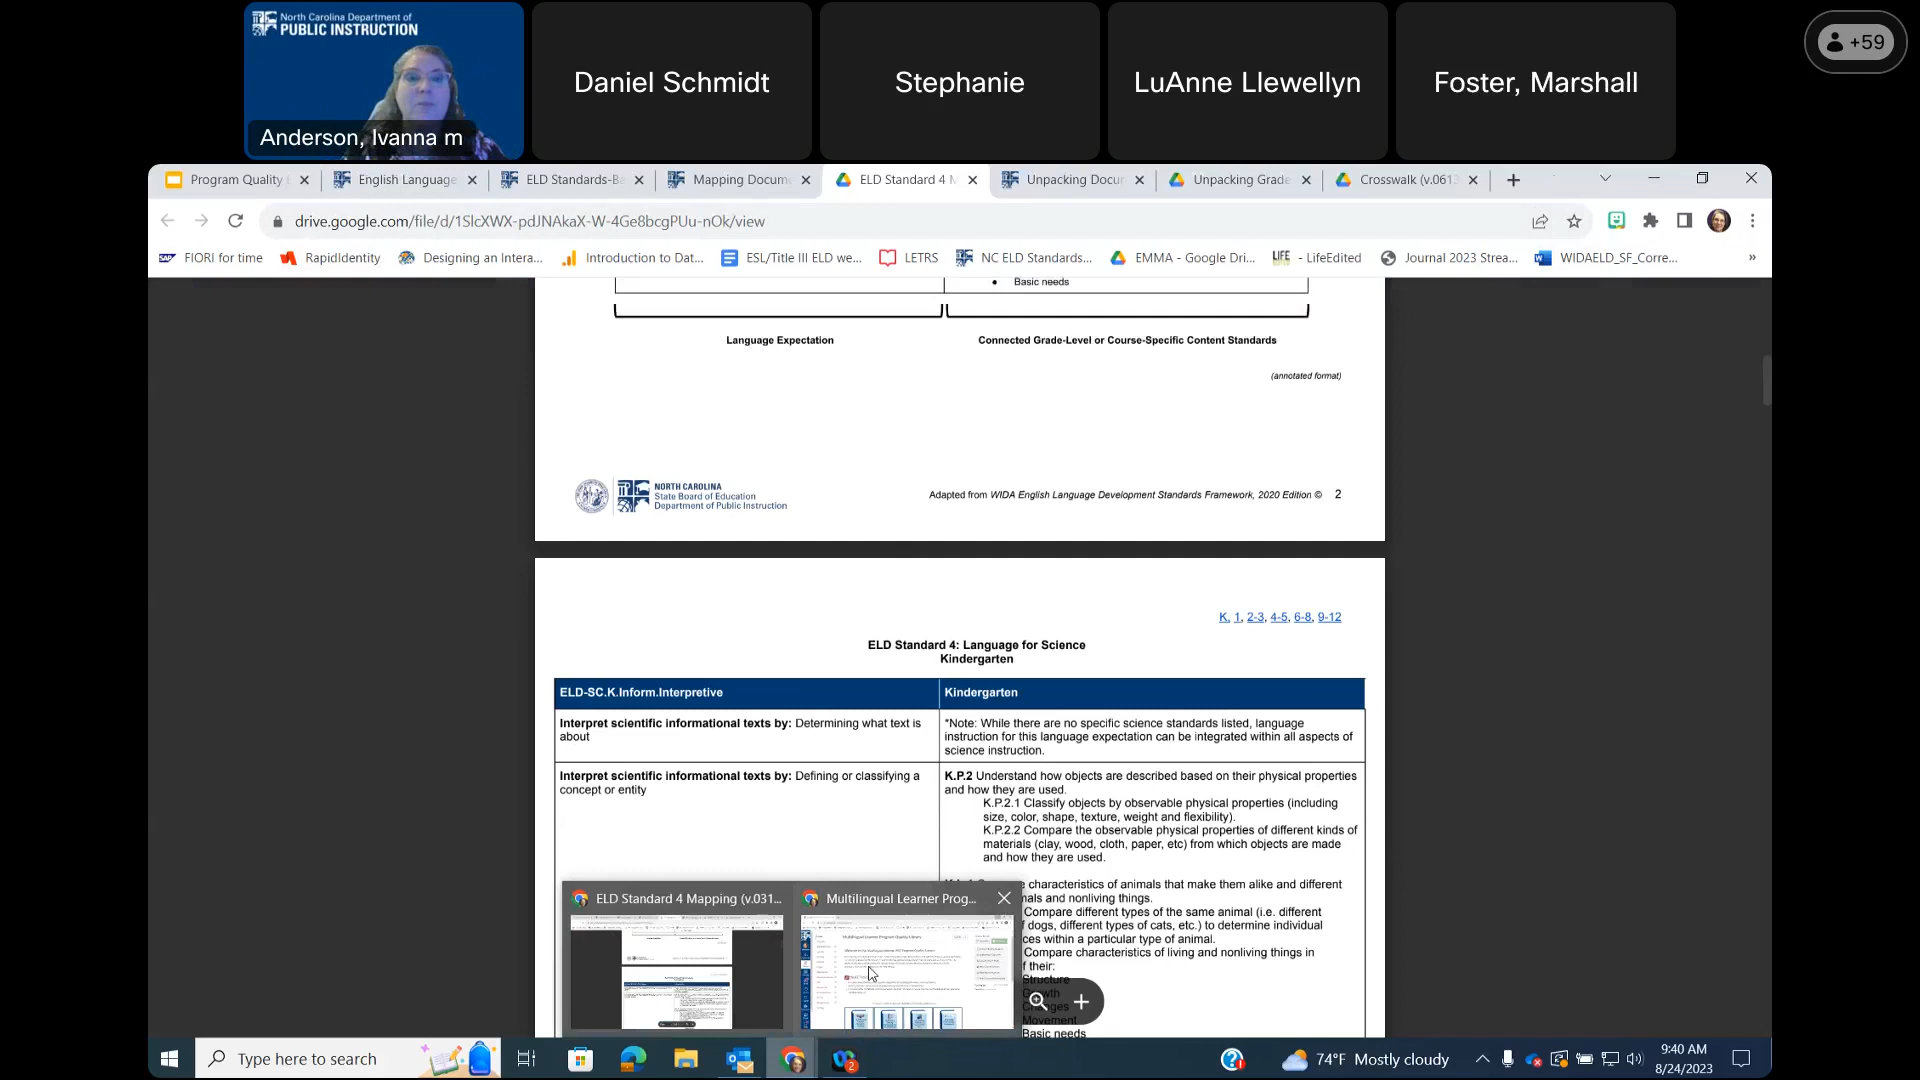 North Carolina Department of
PUBLIC INSTRUCTION
Anderson, Ivanna m
Daniel Schmidt
Stephanie
LuAnne Llewellyn
Foster, Marshall
+59
Program Quality
English Language
ELD Standards-Ba
Mapping Docum
ELD Standard 4 M
Unpacking Docu
Unpacking Grade
Crosswalk (v.061
drive.google.com/file/d/1SlcXWX-pdJNAkaX-W-4Ge8bcgPUu-nOk/view
FIORI for time
RapidIdentity
Designing an Intera...
Introduction to Dat...
ESL/Title III ELD we...
LETRS
NC ELD Standards...
EMMA - Google Dri...
LIFE - LifeEdited
Journal 2023 Strea...
WIDAELD_SF_Corre...
»
• Basic needs
Language Expectation
Connected Grade-Level or Course-Specific Content Standards
(annotated format)
NORTH CAROLINA
State Board of Education
Department of Public Instruction
Adapted from WIDA English Language Development Standards Framework, 2020 Edition © 2
K, 1, 2-3, 4-5, 6-8, 9-12
ELD Standard 4: Language for Science
Kindergarten
ELD-SC.K.Inform.Interpretive
Kindergarten
Interpret scientific informational texts by: Determining what text is
about
*Note: While there are no specific science standards listed, language
instruction for this language expectation can be integrated within all aspects of
science instruction.
Interpret scientific informational texts by: Defining or classifying a
concept or entity
K.P.2 Understand how objects are described based on their physical properties
and how they are used.
K.P.2.1 Classify objects by observable physical properties (including
size, color, shape, texture, weight and flexibility).
K.P.2.2 Compare the observable physical properties of different kinds of
materials (clay, wood, cloth, paper, etc) from which objects are made
and how they are used.
characteristics of animals that make them alike and different
and nonliving things.
Compare different types of the same animal (i.e. different
dogs, different types of cats, etc.) to determine individual
within a particular type of animal.
Compare characteristics of living and nonliving things in
their:
Structure
Growth
Changes
Movement
Basic needs
ELD Standard 4 Mapping (v.031...
Multilingual Learner Prog...
Type here to search
2
74°F Mostly cloudy
9:40 AM
8/24/2023